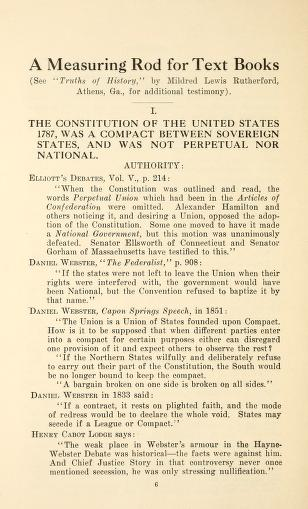 A Measuring Rod for Text Books
(See "Truths of History," by Mildred Lewis Rutherford,
Athens, Ga., for additional testimony).
I.
THE CONSTITUTION OF THE UNITED STATES
1787, WAS A COMPACT BETWEEN SOVEREIGN
STATES, AND WAS NOT PERPETUAL NOR
NATIONAL.
AUTHORITY:
Elliott's Debates, Vol. V., p. 214:
"When the Constitution was outlined and read, the
words Perpetual Union which had been in the Articles of
Confederation were omitted. Alexander Hamilton and
others noticing it, and desiring a Union, opposed the adop-
tion of the Constitution. Some one moved to have it made
a National Government, but this motion was unanimously
defeated. Senator Ellsworth of Connecticut and Senator
Gorham of Massachusetts have testified to this."
Daniel Webster, "The Federalist," p. 908:
"If the states were not left to leave the Union when their
rights were interfered with, the government would have
been National, but the Convention refused to baptize it by
that name."
Daniel Webster, Capon Springs Speech, in 1851:
"The Union is a Union of States founded upon Compact.
How is it to be supposed that when different parties enter
into a compact for certain purposes either can disregard
one provision of it and expect others to observe the rest?
"If the Northern States wilfully and deliberately refuse
to carry out their part of the Constitution, the South would
be no longer bound to keep the compact.
"A bargain broken on one side is broken on all sides."
Daniel Webster in 1833 said:
"If a contract, it rests on plighted faith, and the mode
of redress would be to declare the whole void. States may
secede if a League or Compact."
Henry Cabot Lodge says:
"The weak place in Webster's armour in the Hayne-
Webster Debate was historical—the facts were against him.
And Chief Justice Story in that controversy never once
mentioned secession, he was only stressing nullification."
6